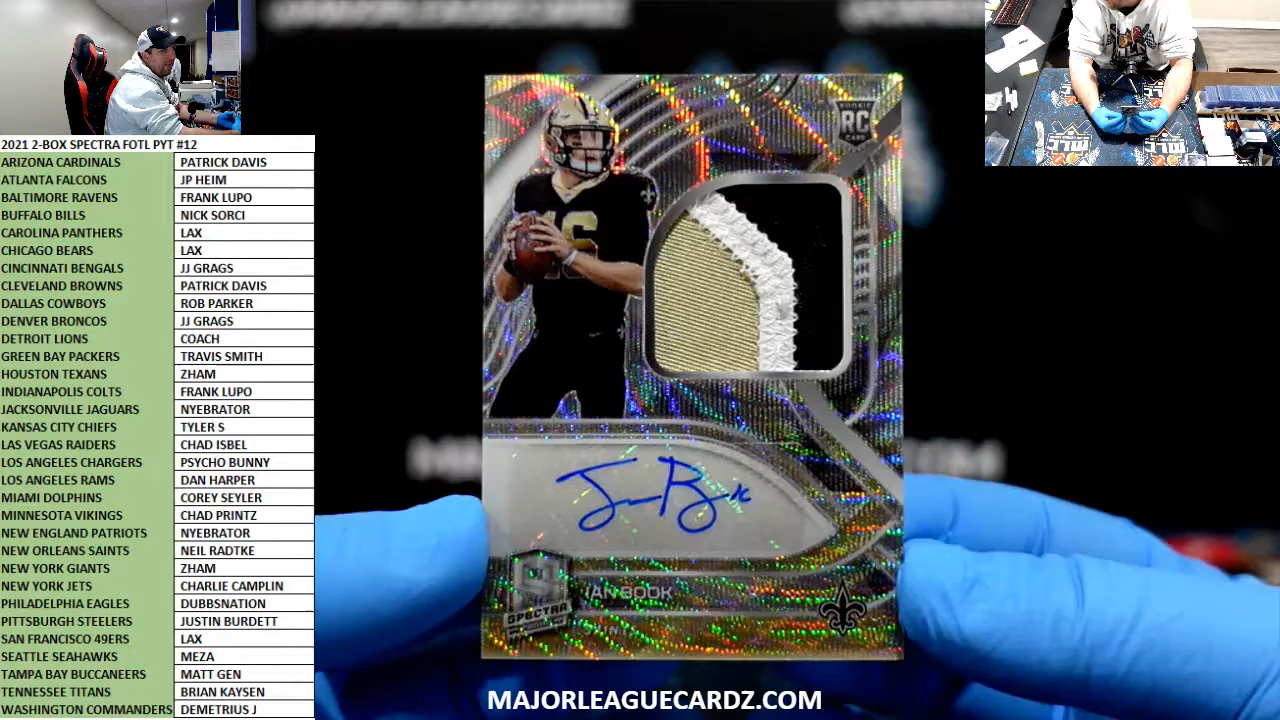 2021 2-BOX SPECTRA FOTL PYT #12
ARIZONA CARDINALS PATRICK DAVIS
ATLANTA FALCONS JP HEIM
BALTIMORE RAVENS FRANK LUPO
BUFFALO BILLS NICK SORCI
CAROLINA PANTHERS LAX
CHICAGO BEARS LAX
CINCINNATI BENGALS JJ GRAGS
CLEVELAND BROWNS PATRICK DAVIS
DALLAS COWBOYS ROB PARKER
DENVER BRONCOS JJ GRAGS
DETROIT LIONS COACH
GREEN BAY PACKERS TRAVIS SMITH
HOUSTON TEXANS ZHAM
INDIANAPOLIS COLTS FRANK LUPO
JACKSONVILLE JAGUARS NYEBRATOR
KANSAS CITY CHIEFS TYLER S
LAS VEGAS RAIDERS CHAD ISBEL
LOS ANGELES CHARGERS PSYCHO BUNNY
LOS ANGELES RAMS DAN HARPER
MIAMI DOLPHINS COREY SEYLER
MINNESOTA VIKINGS CHAD PRINTZ
NEW ENGLAND PATRIOTS NYEBRATOR
NEW ORLEANS SAINTS NEIL RADTKE
NEW YORK GIANTS ZHAM
NEW YORK JETS CHARLIE CAMPLIN
PHILADELPHIA EAGLES DUBBSNATION
PITTSBURGH STEELERS JUSTIN BURDETT
SAN FRANCISCO 49ERS LAX
SEATTLE SEAHAWKS MEZA
TAMPA BAY BUCCANEERS MATT GEN
TENNESSEE TITANS BRIAN KAYSEN
WASHINGTON COMMANDERS DEMETRIUS J
ROOKIE
RC
CARD
16
SPECTRA
IAN BOOK
MLC
MAJORLEAGUECARDZ.COM